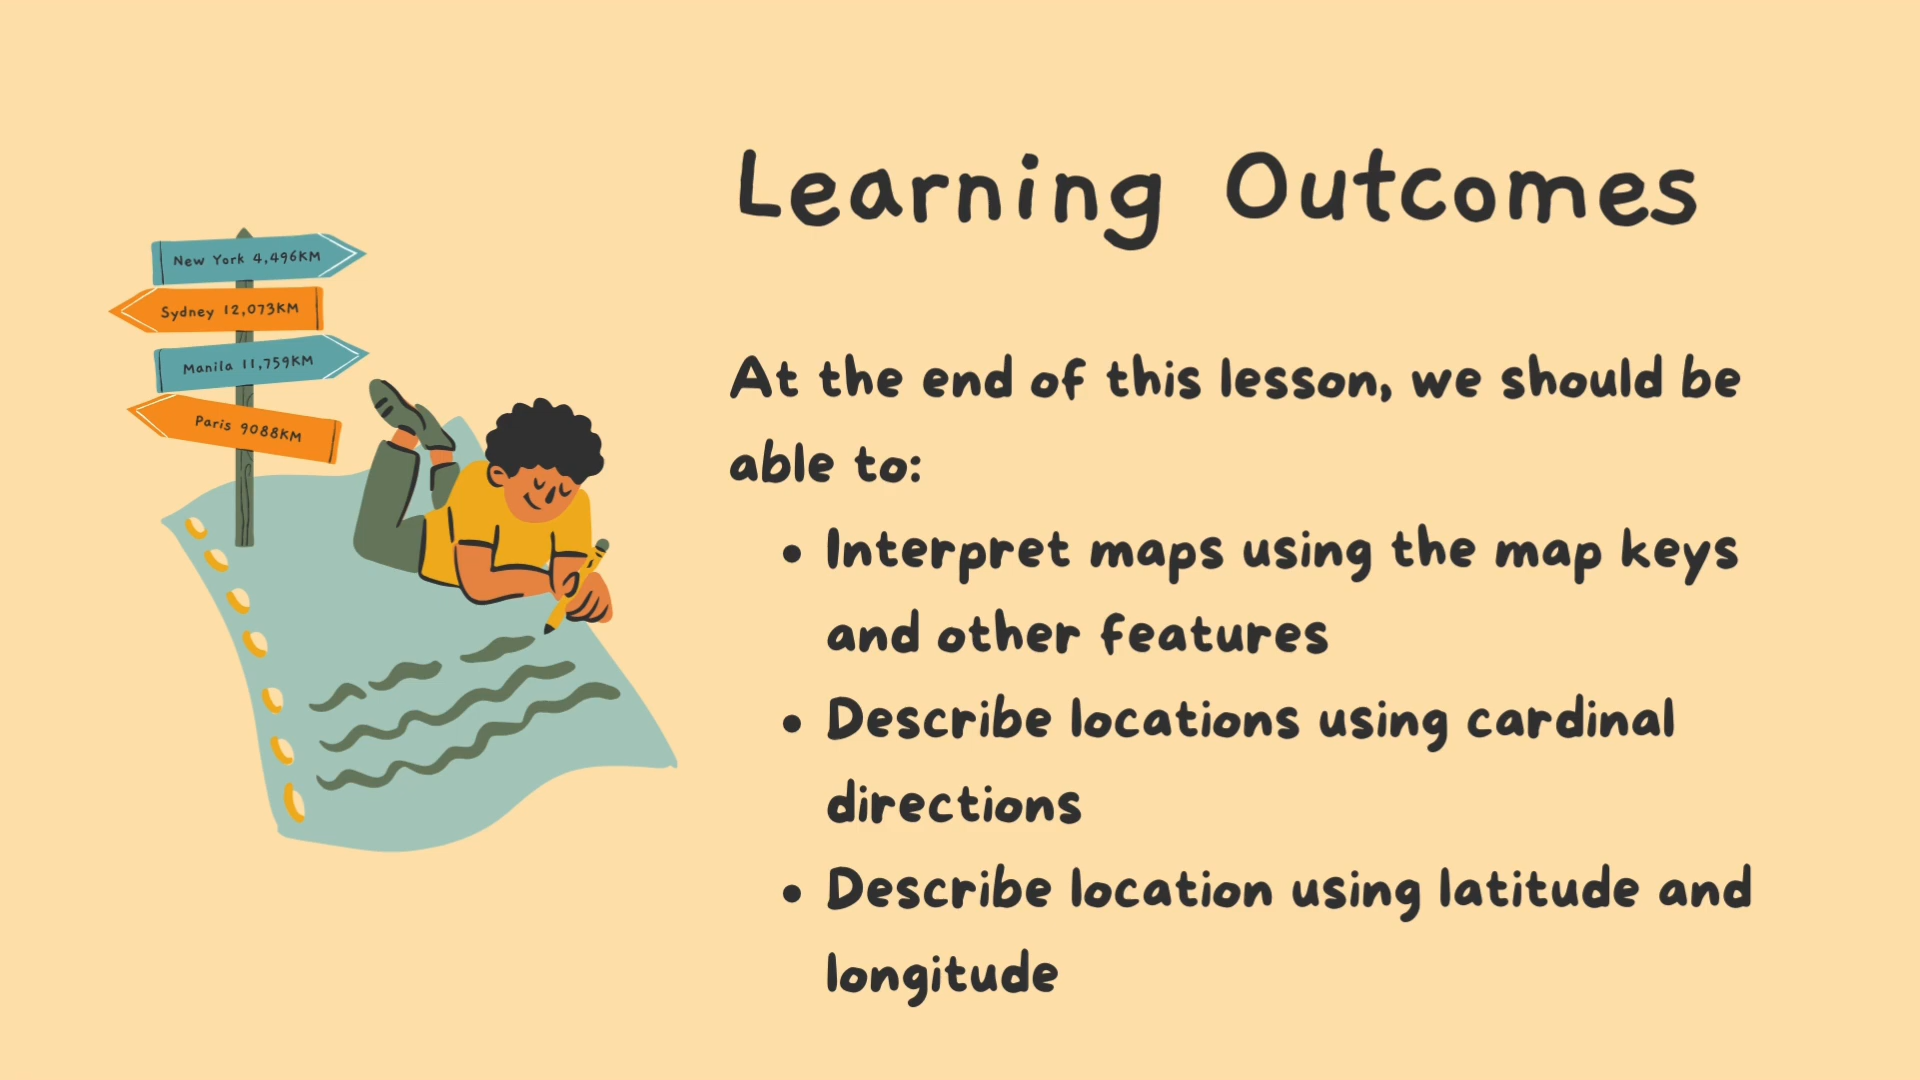 Learning Outcomes
New York 4,496KM
Sydney 12,073KM
Manila 11,759KM
Paris 9088KM
At the end of this lesson, we should be
able to:
• Interpret maps using the map keys
and other features
• Describe locations using cardinal
directions
• Describe location using latitude and
longitude